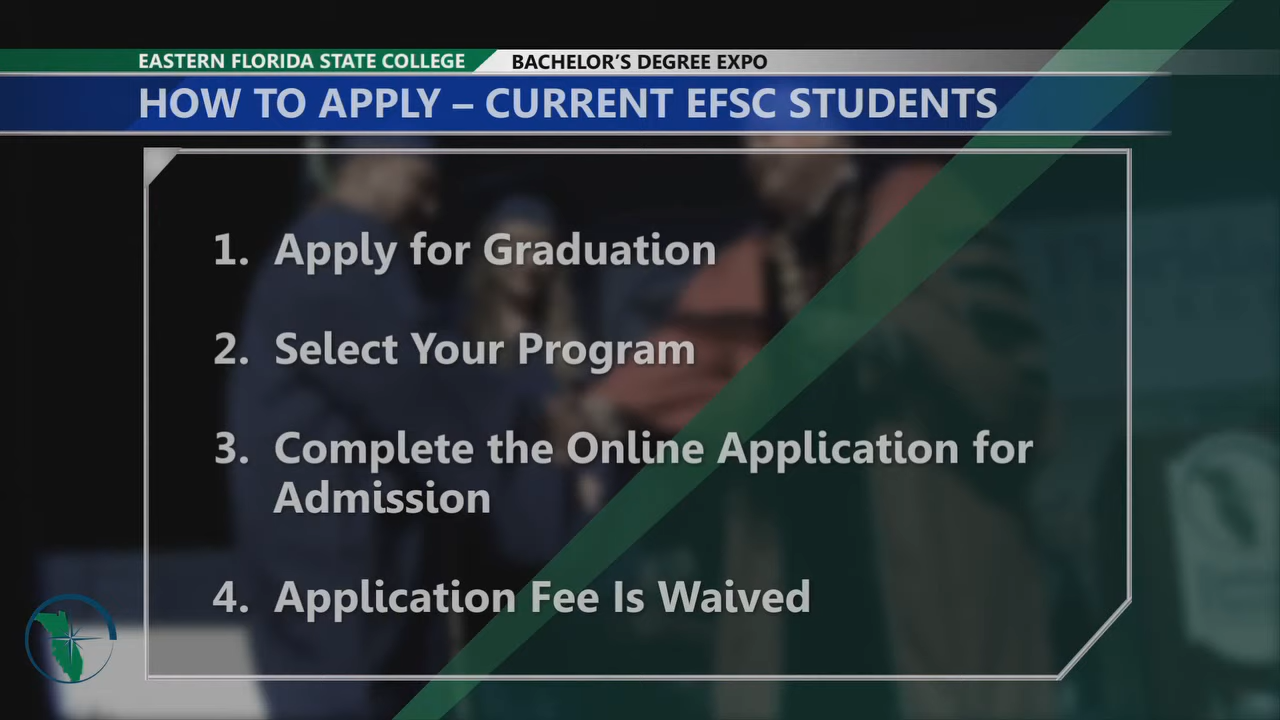 EASTERN FLORIDA STATE COLLEGE BACHELOR'S DEGREE EXPO
HOW TO APPLY – CURRENT EFSC STUDENTS
1. Apply for Graduation
2. Select Your Program
3. Complete the Online Application for
Admission
4. Application Fee Is Waived